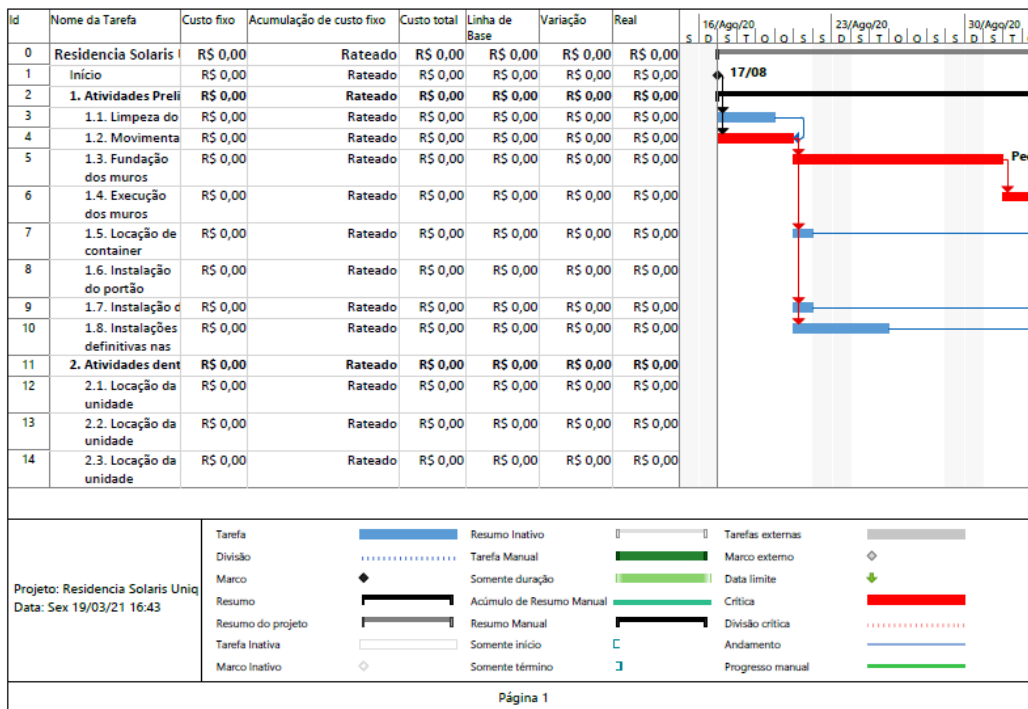 Id Nome da Tarefa Custo fixo Acumulação de custo fixo Custo total Linha de Base Variação Real
16/Ago/20 23/Ago/20 30/Ago/20
S D S T Q Q S S D S T Q Q S S D S T
0 Residencia Solaris R$ 0,00 Rateado R$ 0,00 R$ 0,00 R$ 0,00 R$ 0,00
1 Início R$ 0,00 Rateado R$ 0,00 R$ 0,00 R$ 0,00 R$ 0,00 17/08
2 1. Atividades Preli R$ 0,00 Rateado R$ 0,00 R$ 0,00 R$ 0,00 R$ 0,00
3 1.1. Limpeza do R$ 0,00 Rateado R$ 0,00 R$ 0,00 R$ 0,00 R$ 0,00
4 1.2. Movimenta R$ 0,00 Rateado R$ 0,00 R$ 0,00 R$ 0,00 R$ 0,00
5 1.3. Fundação R$ 0,00 Rateado R$ 0,00 R$ 0,00 R$ 0,00 R$ 0,00
dos muros
6 1.4. Execução R$ 0,00 Rateado R$ 0,00 R$ 0,00 R$ 0,00 R$ 0,00
dos muros
7 1.5. Locação de R$ 0,00 Rateado R$ 0,00 R$ 0,00 R$ 0,00 R$ 0,00
container
8 1.6. Instalação R$ 0,00 Rateado R$ 0,00 R$ 0,00 R$ 0,00 R$ 0,00
do portão
9 1.7. Instalação d R$ 0,00 Rateado R$ 0,00 R$ 0,00 R$ 0,00 R$ 0,00
10 1.8. Instalações R$ 0,00 Rateado R$ 0,00 R$ 0,00 R$ 0,00 R$ 0,00
definitivas nas
11 2. Atividades dent R$ 0,00 Rateado R$ 0,00 R$ 0,00 R$ 0,00 R$ 0,00
12 2.1. Locação da R$ 0,00 Rateado R$ 0,00 R$ 0,00 R$ 0,00 R$ 0,00
unidade
13 2.2. Locação da R$ 0,00 Rateado R$ 0,00 R$ 0,00 R$ 0,00 R$ 0,00
unidade
14 2.3. Locação da R$ 0,00 Rateado R$ 0,00 R$ 0,00 R$ 0,00 R$ 0,00
unidade
Projeto: Residencia Solaris Uniq
Data: Sex 19/03/21 16:43
Tarefa
Divisão
Marco
Resumo
Resumo do projeto
Tarefa Inativa
Marco Inativo
Resumo Inativo
Tarefa Manual
Somente duração
Acúmulo de Resumo Manual
Resumo Manual
Somente início
Somente término
Tarefas externas
Marco externo
Data limite
Crítica
Divisão crítica
Andamento
Progresso manual
Página 1